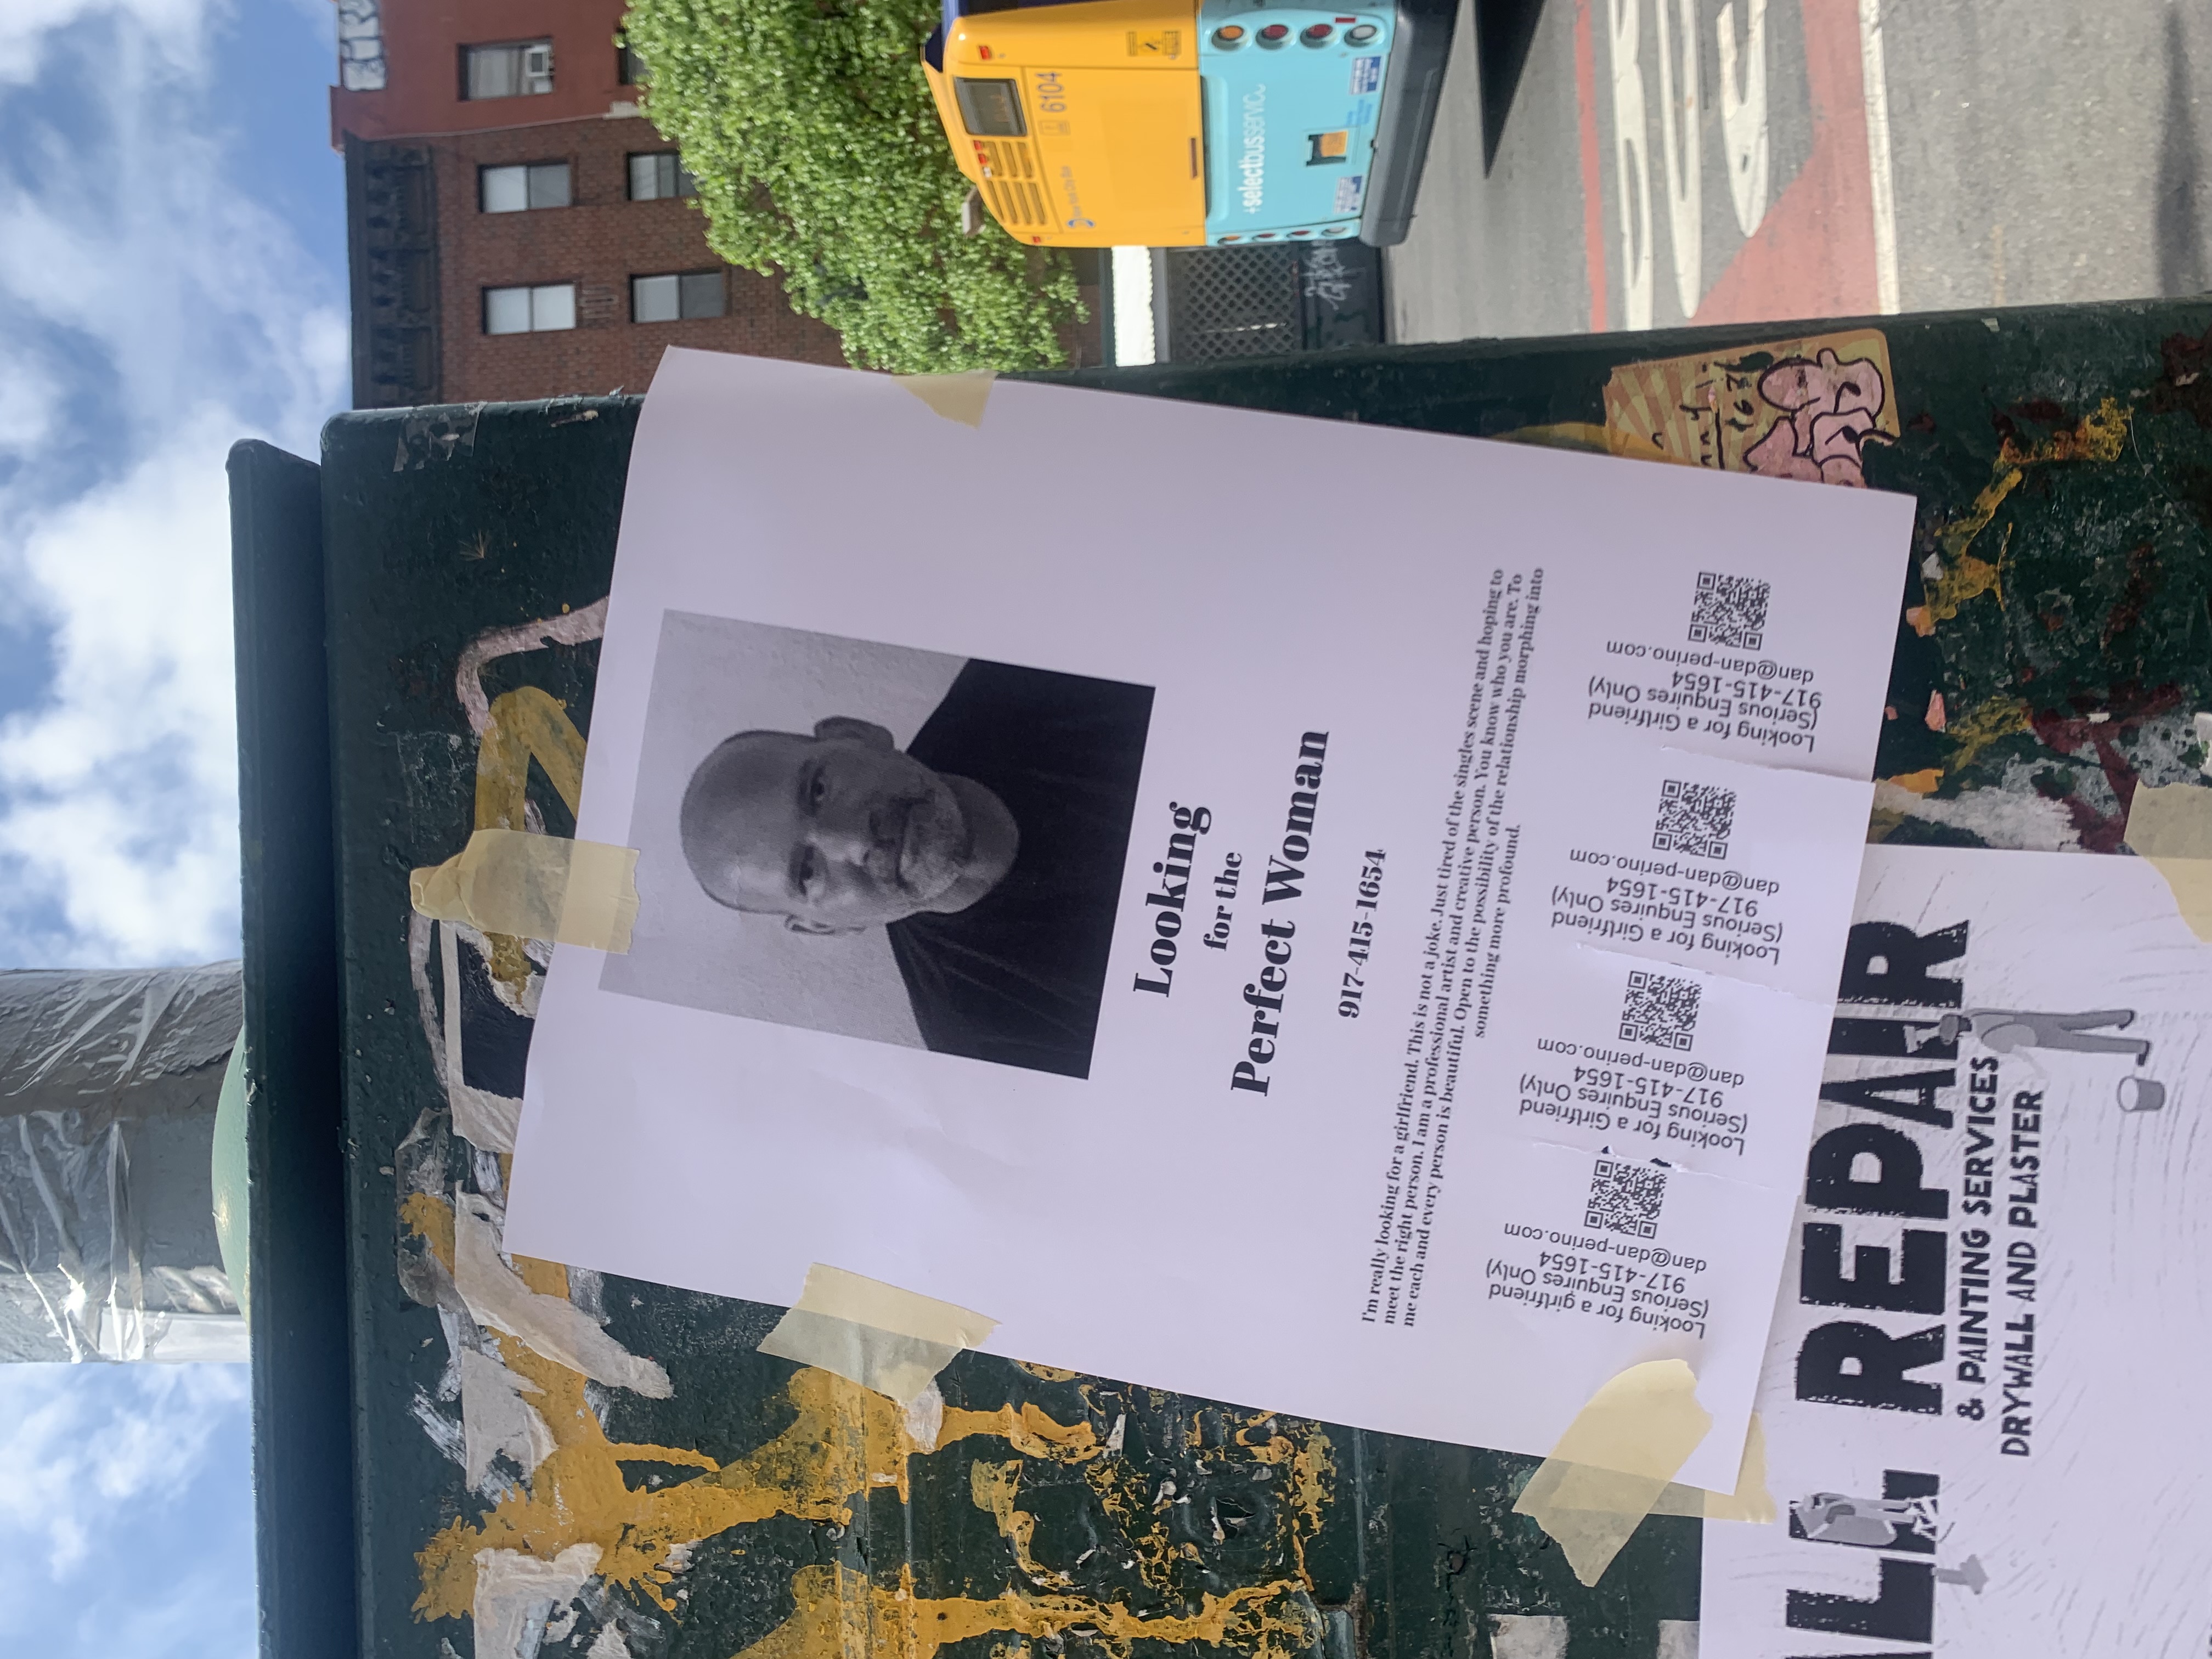 Looking
for the
Perfect Woman
917-415-1654
I'm really looking for a girlfriend. This is not a joke. Just tired of the singles scene and hoping to
meet the right person. I am a professional artist and creative person. You know who you are. To
me each and every person is beautiful. Open to the possibility of the relationship morphing into
something more profound.
Looking for a girlfriend
(Serious Enquires Only)
917-415-1654
dan@dan-perino.com
Looking for a Girlfriend
(Serious Enquires Only)
917-415-1654
dan@dan-perino.com
Looking for a Girlfriend
(Serious Enquires Only)
917-415-1654
dan@dan-perino.com
Looking for a Girlfriend
(Serious Enquires Only)
917-415-1654
dan@dan-perino.com
ALL REPAIR
& PAINTING SERVICES
DRYWALL AND PLASTER
6104
New York City Bus
+selectbusservic